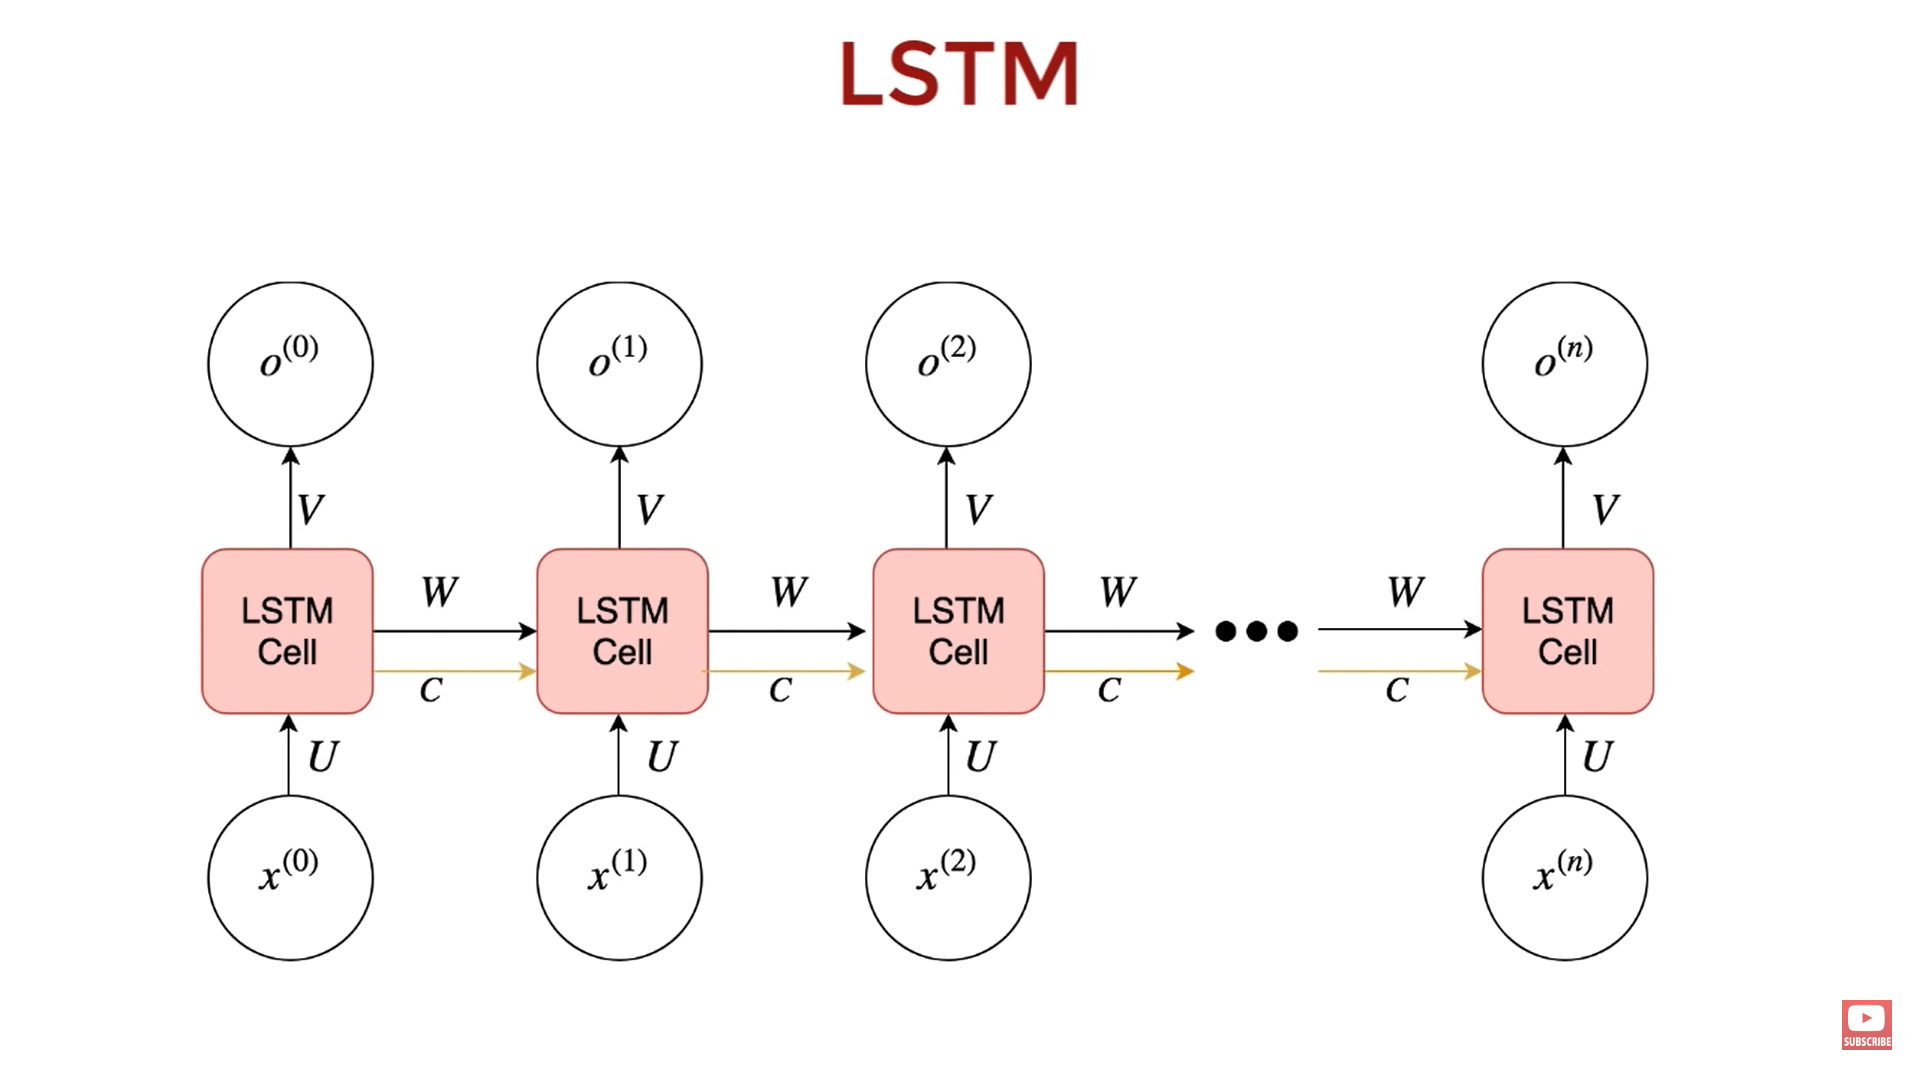 LSTM
o^(0) o^(1) o^(2) o^(n)
V V V V
LSTM Cell
W
LSTM Cell
W
LSTM Cell
W
W
LSTM Cell
C C C C
U U U U
x^(0) x^(1) x^(2) x^(n)
SUBSCRIBE